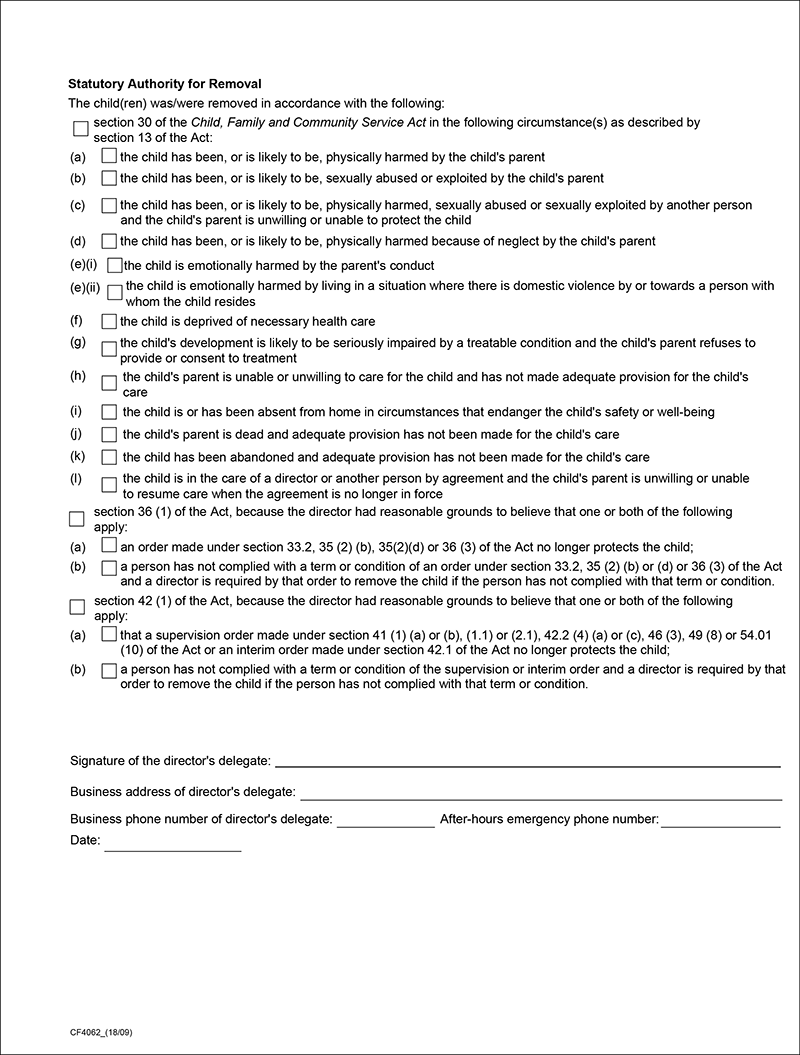 Statutory Authority for Removal
The child(ren) was/were removed in accordance with the following:
section 30 of the Child, Family and Community Service Act in the following circumstance(s) as described by
section 13 of the Act:
(a) the child has been, or is likely to be, physically harmed by the child's parent
(b) the child has been, or is likely to be, sexually abused or exploited by the child's parent
(c) the child has been, or is likely to be, physically harmed, sexually abused or sexually exploited by another person
and the child's parent is unwilling or unable to protect the child
(d) the child has been, or is likely to be, physically harmed because of neglect by the child's parent
(e)(i) the child is emotionally harmed by the parent's conduct
(e)(ii) the child is emotionally harmed by living in a situation where there is domestic violence by or towards a person with
whom the child resides
(f) the child is deprived of necessary health care
(g) the child's development is likely to be seriously impaired by a treatable condition and the child's parent refuses to
provide or consent to treatment
(h) the child's parent is unable or unwilling to care for the child and has not made adequate provision for the child's
care
(i) the child is or has been absent from home in circumstances that endanger the child's safety or well-being
(j) the child's parent is dead and adequate provision has not been made for the child's care
(k) the child has been abandoned and adequate provision has not been made for the child's care
(l) the child is in the care of a director or another person by agreement and the child's parent is unwilling or unable
to resume care when the agreement is no longer in force
section 36 (1) of the Act, because the director had reasonable grounds to believe that one or both of the following
apply:
(a) an order made under section 33.2, 35 (2) (b), 35(2)(d) or 36 (3) of the Act no longer protects the child;
(b) a person has not complied with a term or condition of an order under section 33.2, 35 (2) (b) or (d) or 36 (3) of the Act
and a director is required by that order to remove the child if the person has not complied with that term or condition.
section 42 (1) of the Act, because the director had reasonable grounds to believe that one or both of the following
apply:
(a) that a supervision order made under section 41 (1) (a) or (b), (1.1) or (2.1), 42.2 (4) (a) or (c), 46 (3), 49 (8) or 54.01
(10) of the Act or an interim order made under section 42.1 of the Act no longer protects the child;
(b) a person has not complied with a term or condition of the supervision or interim order and a director is required by that
order to remove the child if the person has not complied with that term or condition.
Signature of the director's delegate:
Business address of director's delegate:
Business phone number of director's delegate: After-hours emergency phone number:
Date:
CF4062_(18/09)